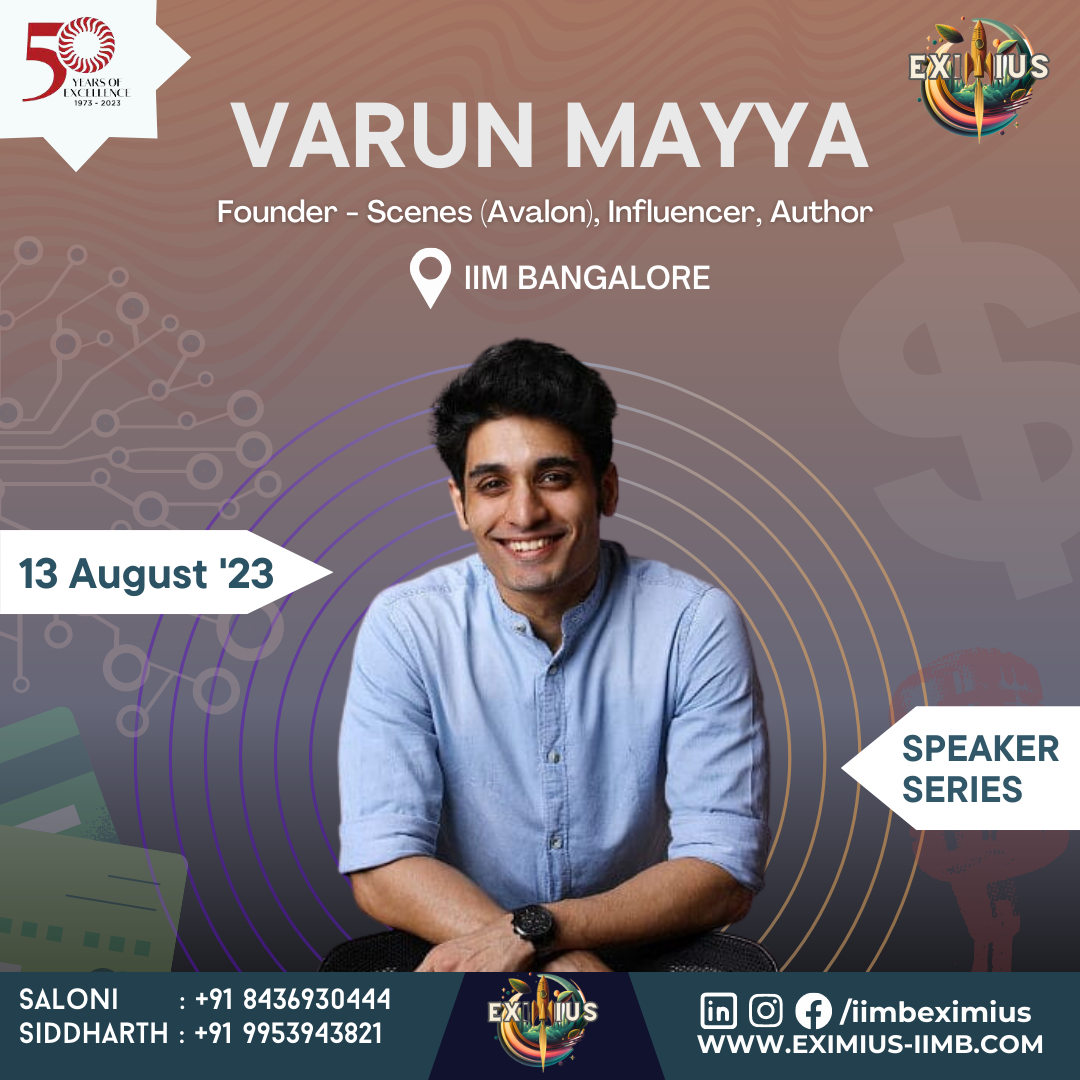 50
YEARS OF
EXCELLENCE
1973 - 2023
EXIMIUS
VARUN MAYYA
Founder - Scenes (Avalon), Influencer, Author
IIM BANGALORE
13 August '23
SPEAKER
SERIES
SALONI : +91 8436930444
SIDDHARTH : +91 9953943821
EXIMIUS
/iimbeximius
WWW.EXIMIUS-IIMB.COM